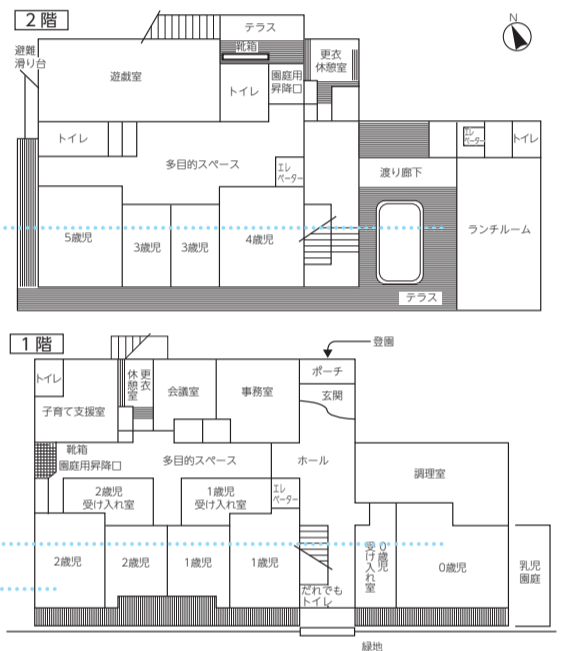 2階
N
テラス
避難
滑り台
靴箱
更衣
休憩室
遊戯室
トイレ
園庭用
昇降口
トイレ
多目的スペース
エレ
ベーター
エレ
ベーター
トイレ
渡り廊下
ランチルーム
5歳児
3歳児
3歳児
4歳児
テラス
1階
登園
ポーチ
玄関
トイレ
更衣
休憩室
会議室
事務室
子育て支援室
靴箱
園庭用昇降口
多目的スペース
ホール
調理室
2歳児
受け入れ室
1歳児
受け入れ室
エレ
ベーター
2歳児
2歳児
1歳児
1歳児
0歳児
受け入れ室
0歳児
乳児
園庭
だれでも
トイレ
緑地